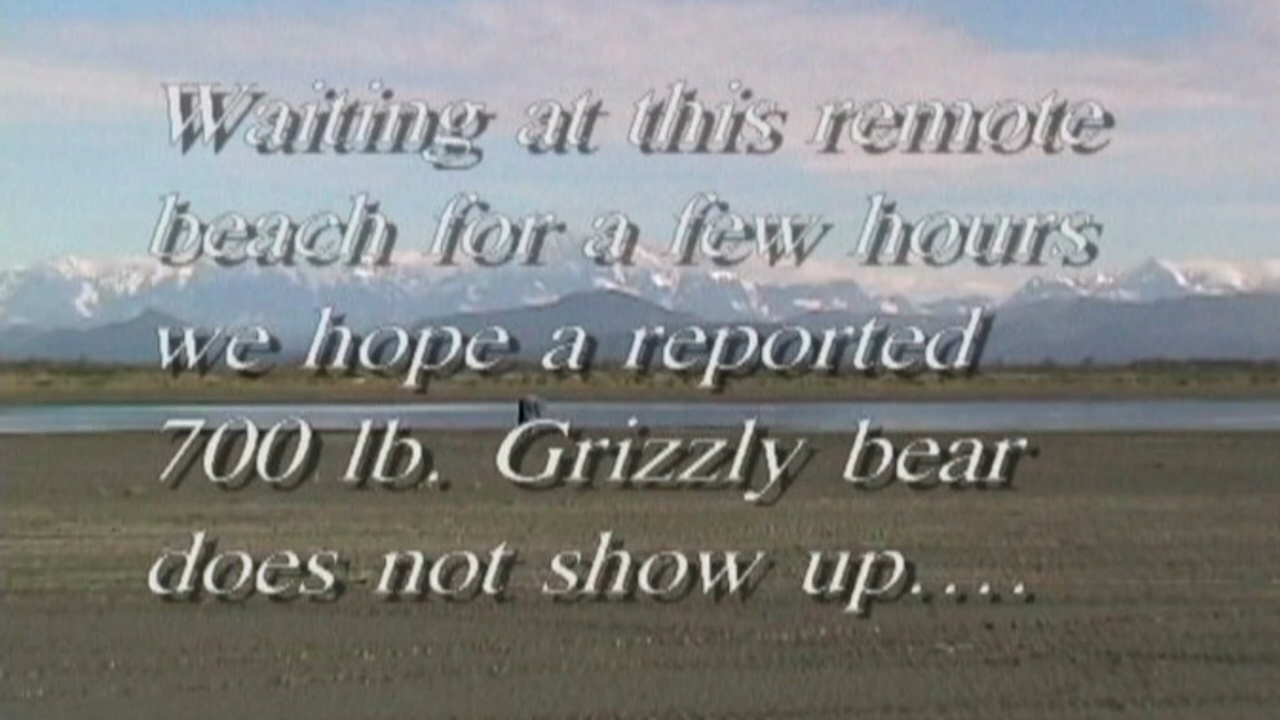 Waiting at this remote
beach for a few hours
we hope a reported
700 lb. Grizzly bear
does not show up....